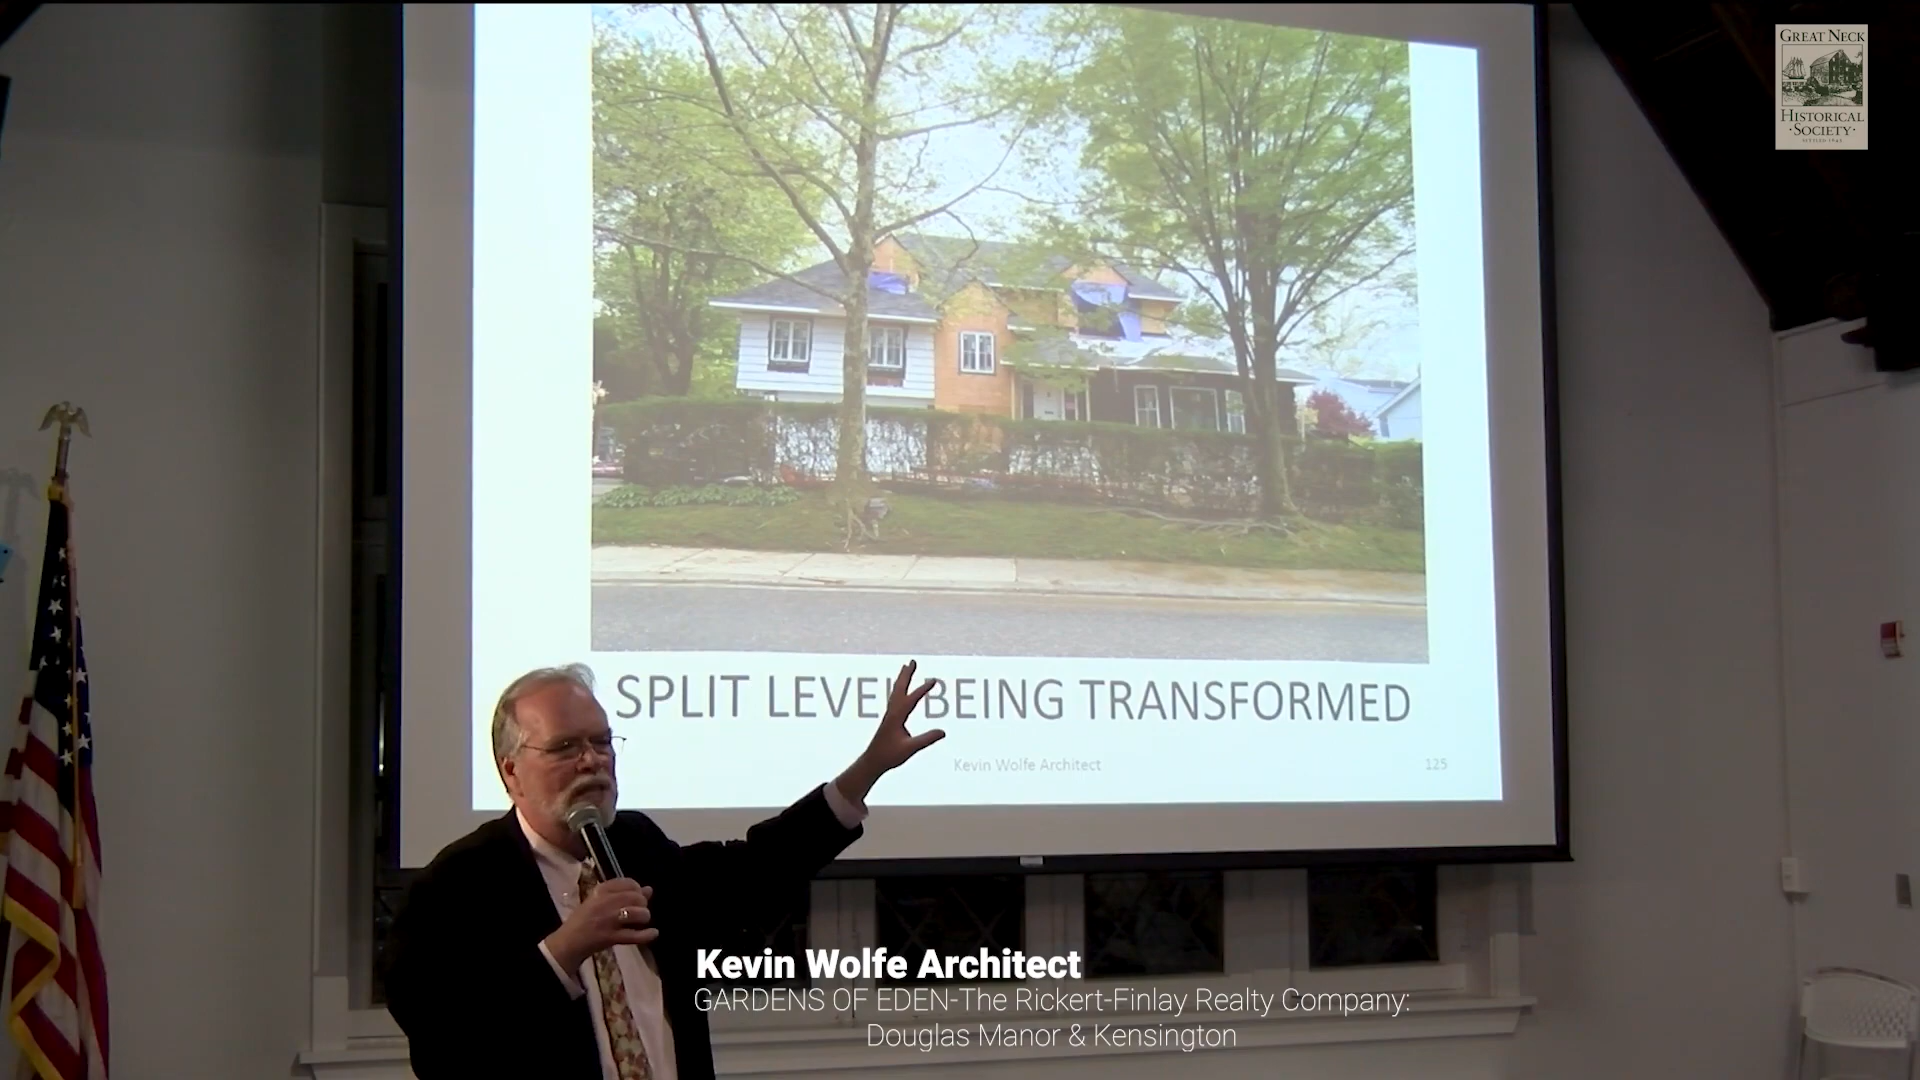 GREAT NECK
HISTORICAL
·SOCIETY·
SPLIT LEVEL BEING TRANSFORMED
Kevin Wolfe Architect
125
Kevin Wolfe Architect
GARDENS OF EDEN-The Rickert-Finlay Realty Company:
Douglas Manor & Kensington